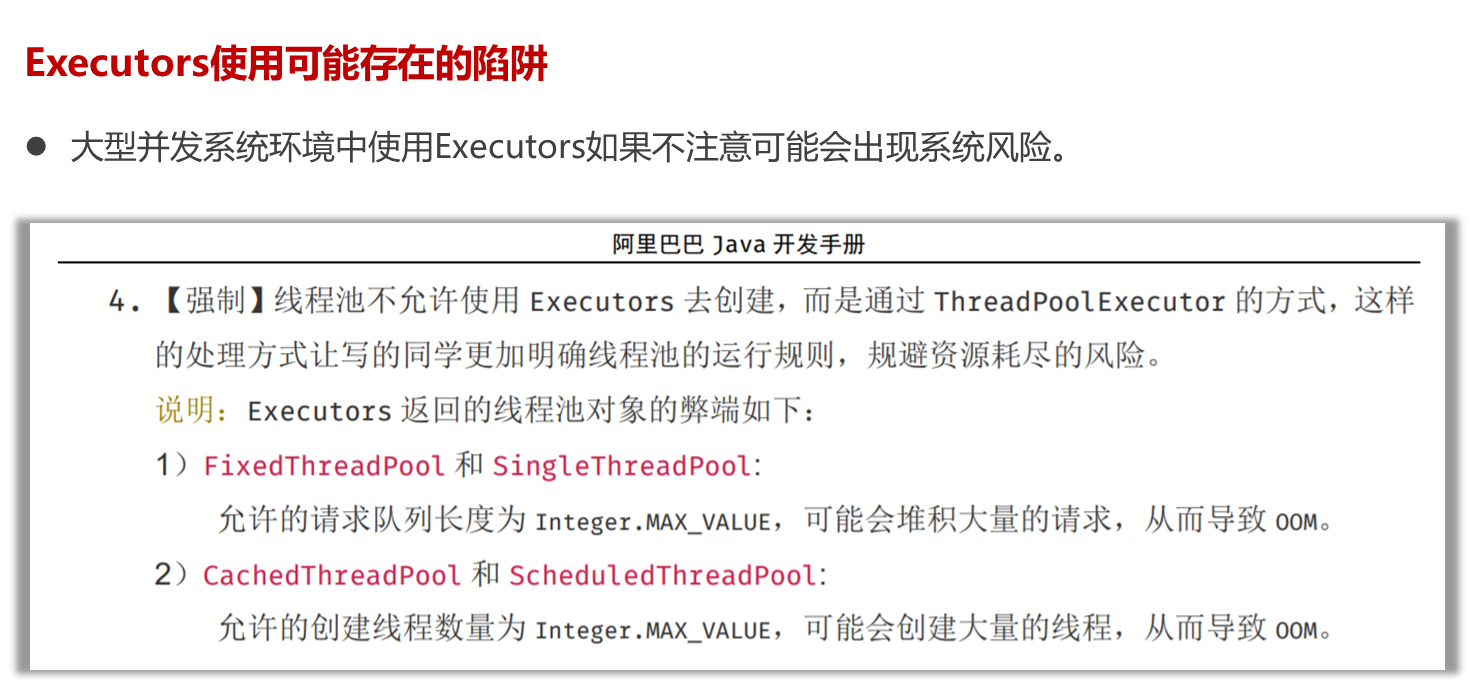 Executors使用可能存在的陷阱
● 大型并发系统环境中使用Executors如果不注意可能会出现系统风险。
阿里巴巴 Java 开发手册
4. 【强制】线程池不允许使用 Executors 去创建，而是通过 ThreadPoolExecutor 的方式，这样
的处理方式让写的同学更加明确线程池的运行规则，规避资源耗尽的风险。
说明：Executors 返回的线程池对象的弊端如下：
1）FixedThreadPool 和 SingleThreadPool:
允许的请求队列长度为 Integer.MAX_VALUE，可能会堆积大量的请求，从而导致 OOM。
2）CachedThreadPool 和 ScheduledThreadPool:
允许的创建线程数量为 Integer.MAX_VALUE，可能会创建大量的线程，从而导致 OOM。